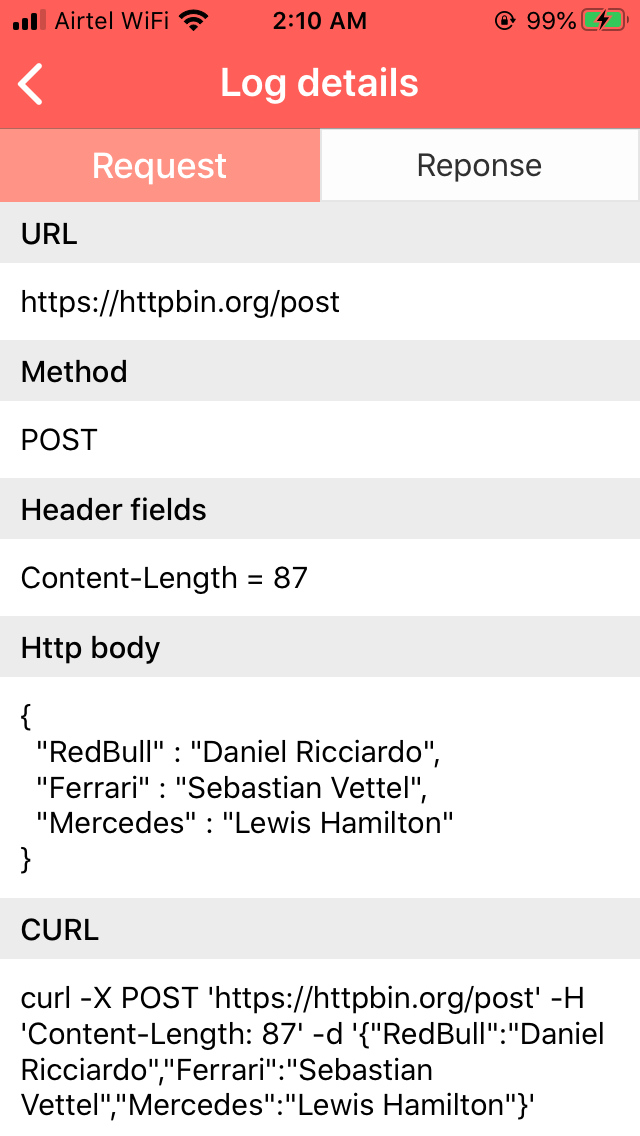 Airtel WiFi 2:10 AM 99%
Log details
Request Reponse
URL
https://httpbin.org/post
Method
POST
Header fields
Content-Length = 87
Http body
{
"RedBull" : "Daniel Ricciardo",
"Ferrari" : "Sebastian Vettel",
"Mercedes" : "Lewis Hamilton"
}
CURL
curl -X POST 'https://httpbin.org/post' -H
'Content-Length: 87' -d '{"RedBull":"Daniel
Ricciardo","Ferrari":"Sebastian
Vettel","Mercedes":"Lewis Hamilton"}'